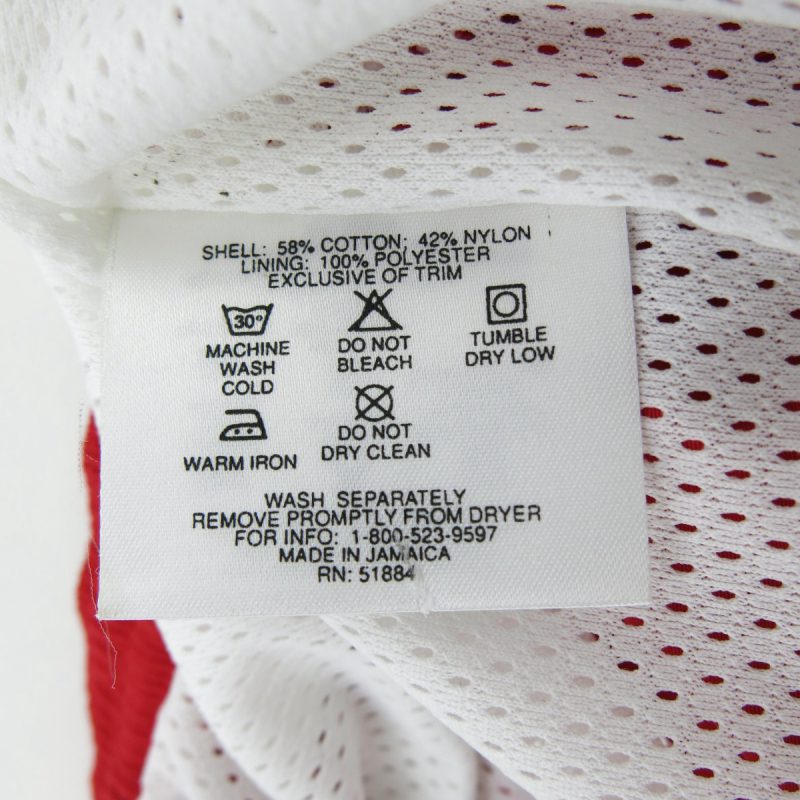 SHELL: 58% COTTON; 42% NYLON
LINING: 100% POLYESTER
EXCLUSIVE OF TRIM
30°
MACHINE
WASH
COLD
DO NOT
BLEACH
TUMBLE
DRY LOW
WARM IRON
DO NOT
DRY CLEAN
WASH SEPARATELY
REMOVE PROMPTLY FROM DRYER
FOR INFO: 1-800-523-9597
MADE IN JAMAICA
RN: 51884